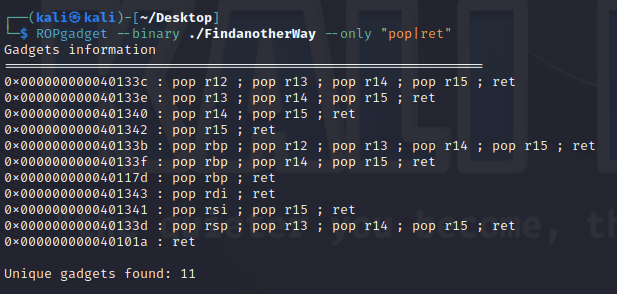 ┌──(kali㉿kali)-[~/Desktop]
└─$ ROPgadget --binary ./FindanotherWay --only "pop|ret"
Gadgets information
============================================================
0x000000000040133c : pop r12 ; pop r13 ; pop r14 ; pop r15 ; ret
0x000000000040133e : pop r13 ; pop r14 ; pop r15 ; ret
0x0000000000401340 : pop r14 ; pop r15 ; ret
0x0000000000401342 : pop r15 ; ret
0x000000000040133b : pop rbp ; pop r12 ; pop r13 ; pop r14 ; pop r15 ; ret
0x000000000040133f : pop rbp ; pop r14 ; pop r15 ; ret
0x000000000040117d : pop rbp ; ret
0x0000000000401343 : pop rdi ; ret
0x0000000000401341 : pop rsi ; pop r15 ; ret
0x000000000040133d : pop rsp ; pop r13 ; pop r14 ; pop r15 ; ret
0x000000000040101a : ret
you become, th
Unique gadgets found: 11